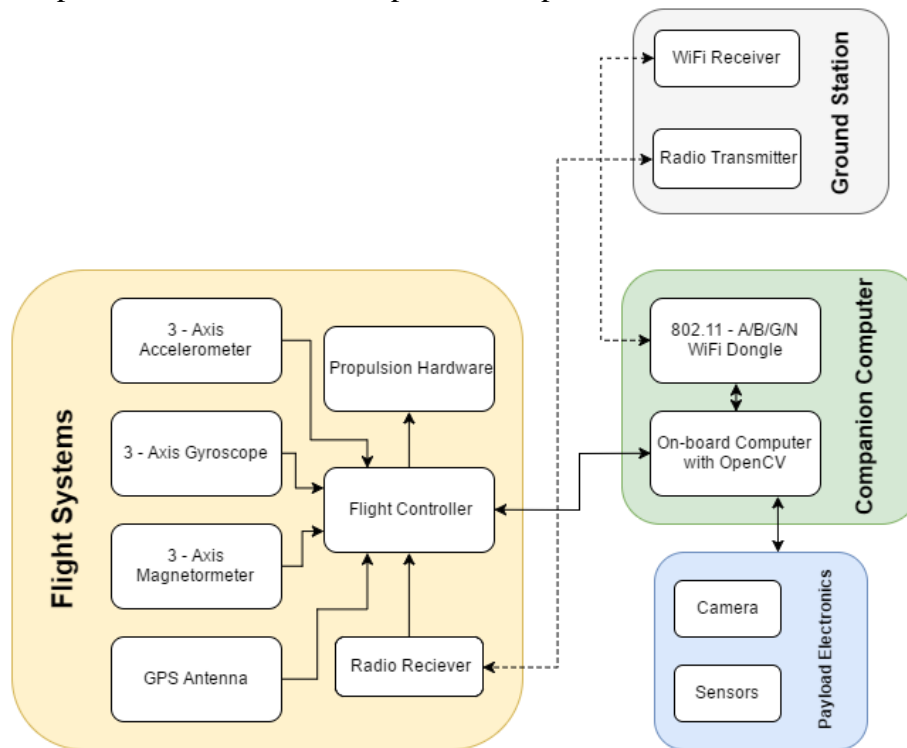 WiFi Receiver
Radio Transmitter
Ground Station
3 - Axis
Accelerometer
Propulsion Hardware
3 - Axis Gyroscope
Flight Controller
3 - Axis
Magnetormeter
GPS Antenna
Radio Reciever
Flight Systems
802.11 - A/B/G/N
WiFi Dongle
On-board Computer
with OpenCV
Companion Computer
Camera
Sensors
Payload Electronics